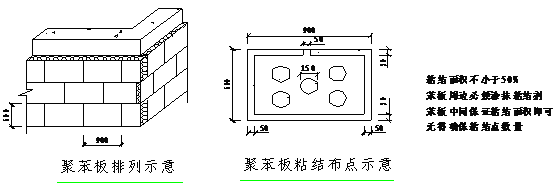 900
50
150
50
50
900
粘结面积不小于50%
苯板周边必须涂抹粘结剂
苯板中间保证粘结面积即可
无需确保粘结点数量
聚苯板排列示意
聚苯板粘结布点示意